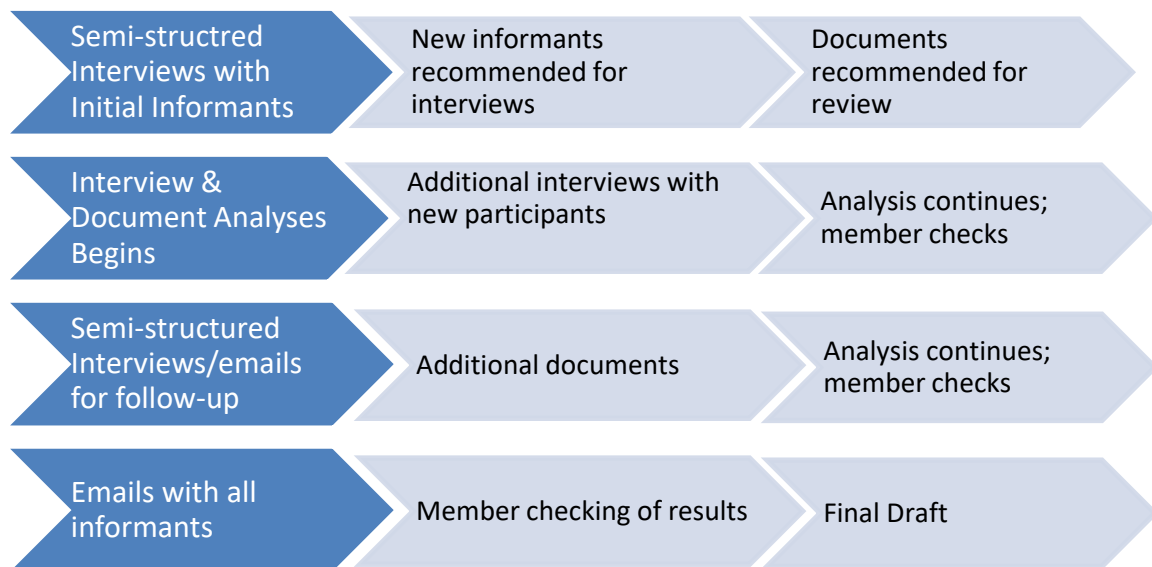 Semi-structred
Interviews with
Initial Informants
New informants
recommended for
interviews
Documents
recommended for
review
Interview &
Document Analyses
Begins
Additional interviews with
new participants
Analysis continues;
member checks
Semi-structured
Interviews/emails
for follow-up
Additional documents
Analysis continues;
member checks
Emails with all
informants
Member checking of results
Final Draft